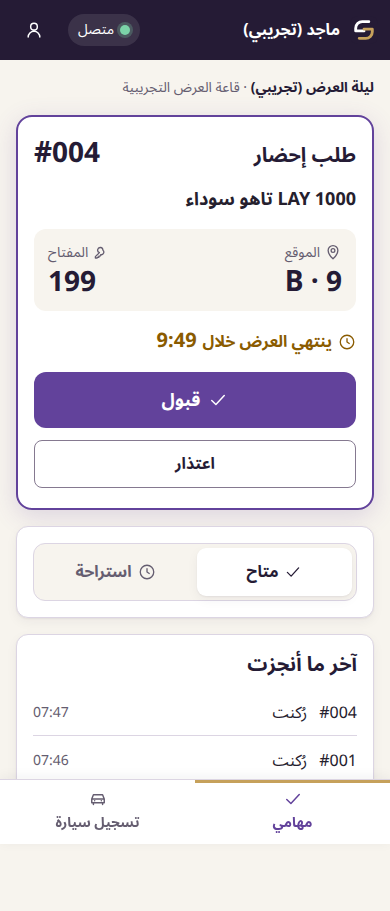 ماجد (تجريبي)
متصل
ليلة العرض (تجريبي) · قاعة العرض التجريبية
طلب إحضار
#004
LAY 1000 تاهو سوداء
الموقع
المفتاح
B · 9
199
ينتهي العرض خلال 9:49
قبول
اعتذار
متاح
استراحة
آخر ما أنجزت
#004 رُكنت 07:47
#001 رُكنت 07:46
مهامي
تسجيل سيارة